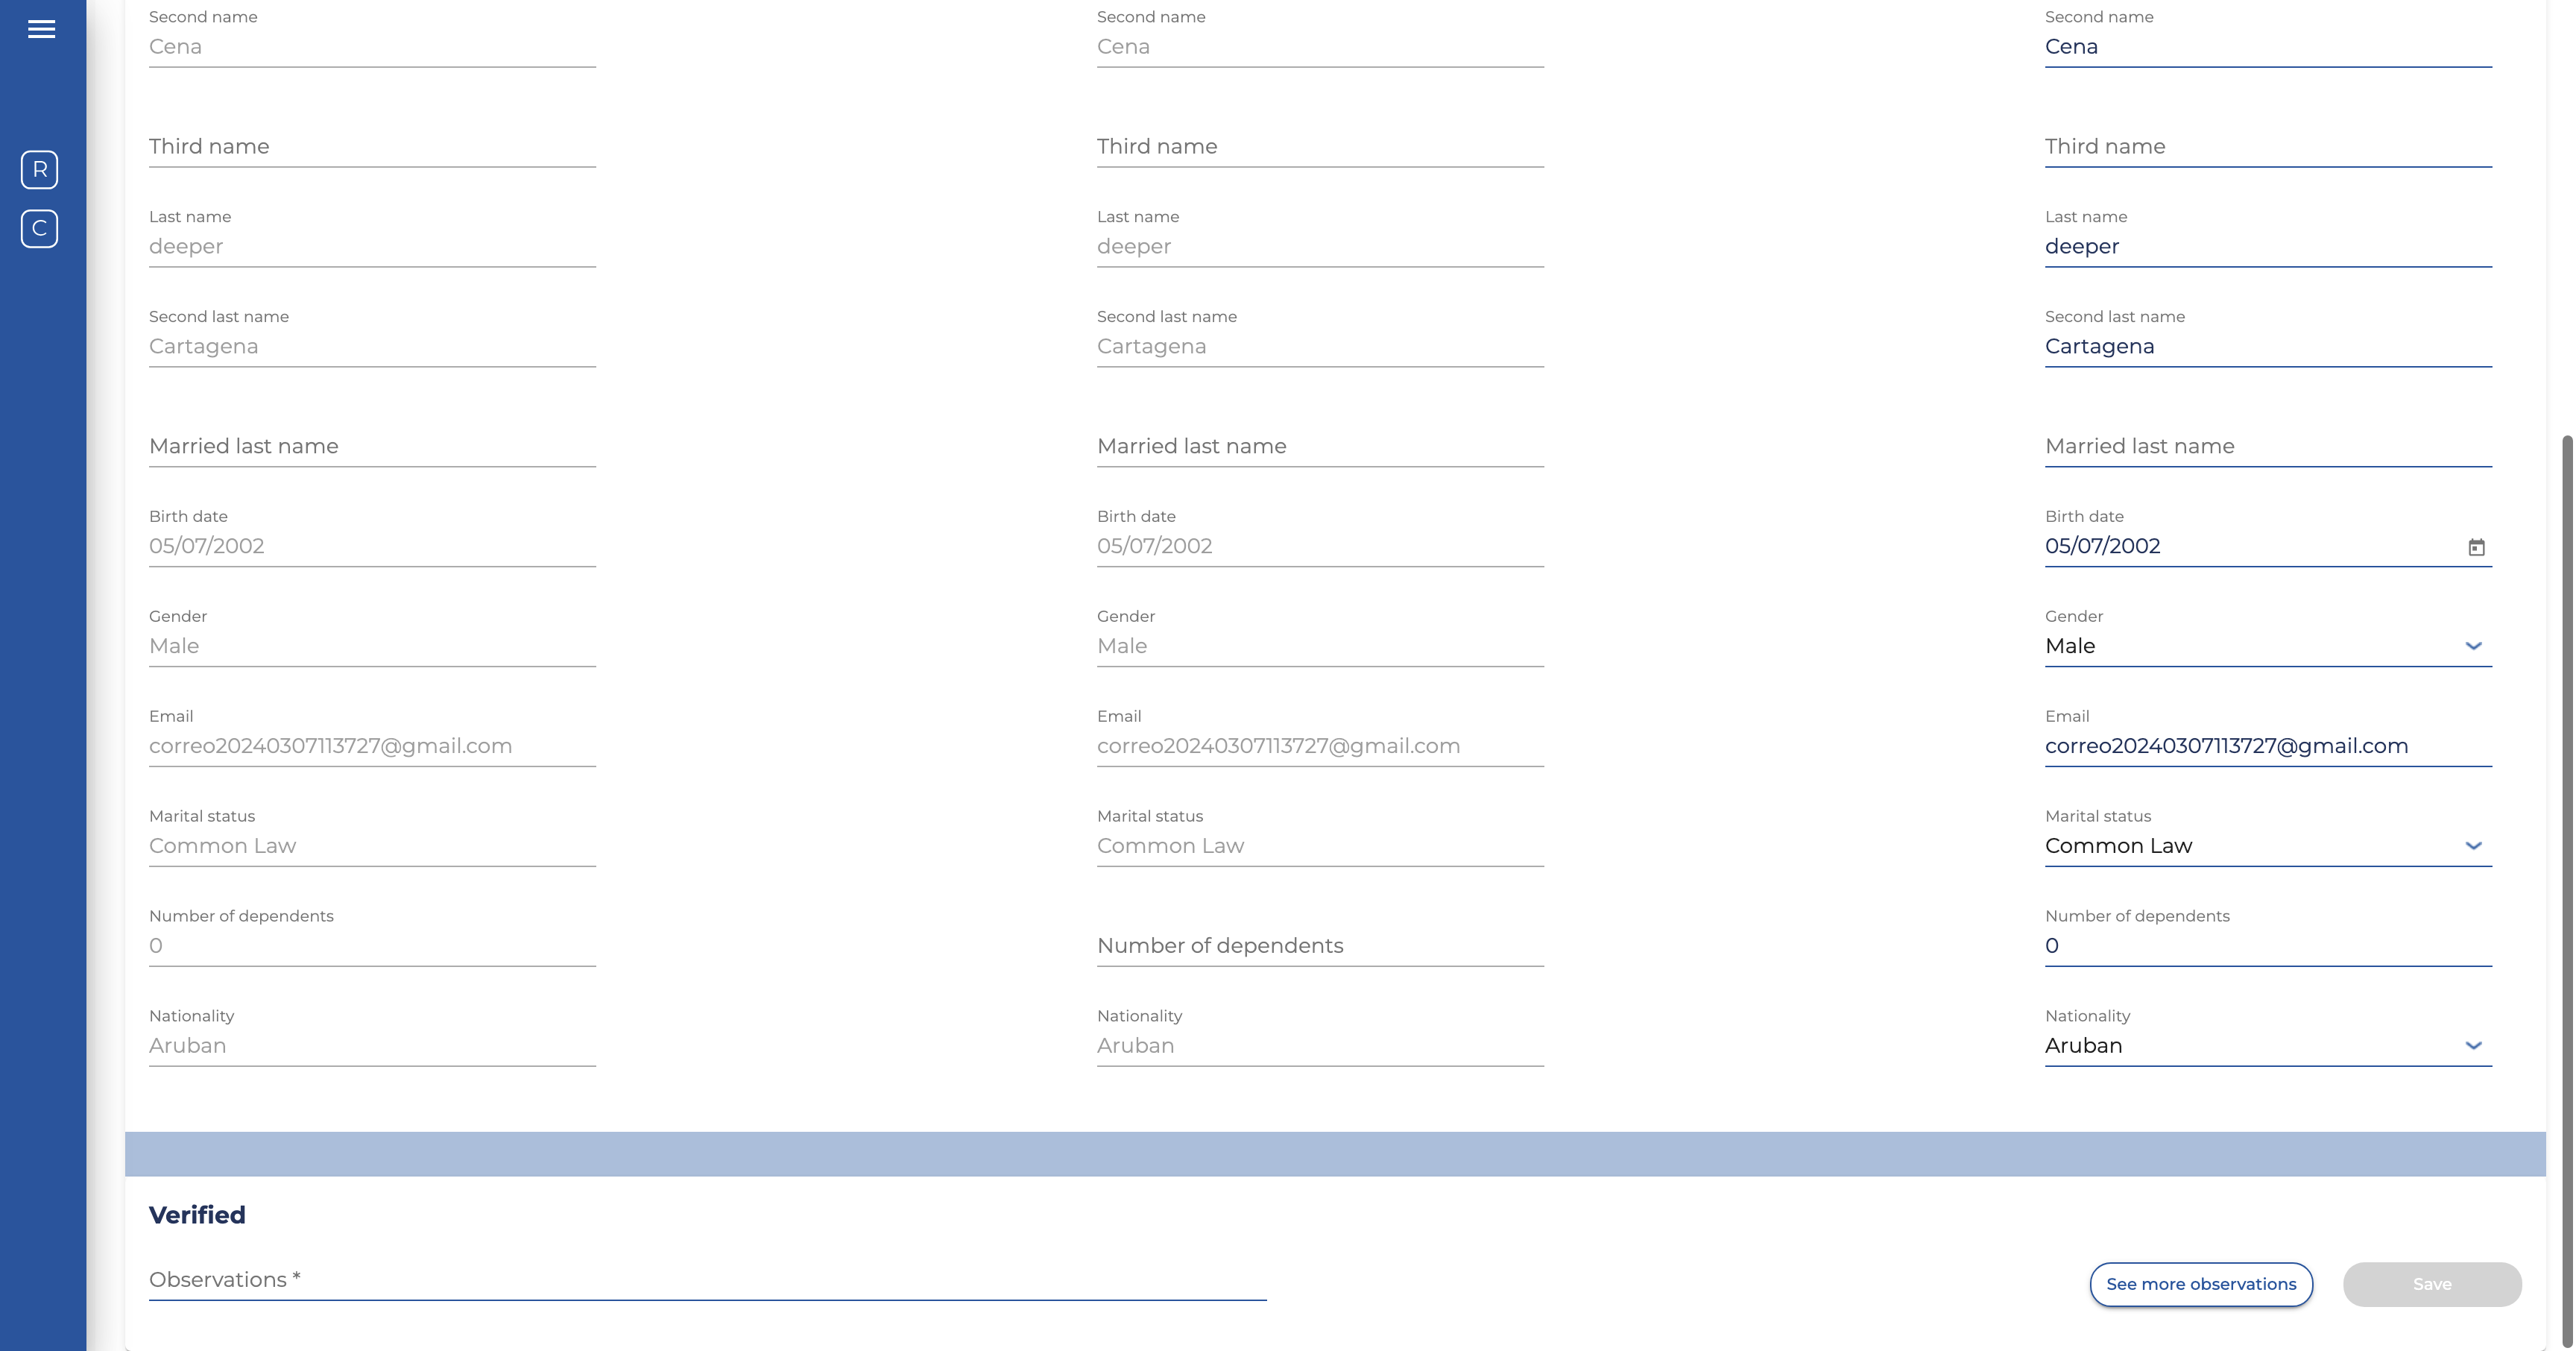 R
C
Second name
Cena
Second name
Cena
Second name
Cena
Third name
Third name
Third name
Last name
deeper
Last name
deeper
Last name
deeper
Second last name
Cartagena
Second last name
Cartagena
Second last name
Cartagena
Married last name
Married last name
Married last name
Birth date
05/07/2002
Birth date
05/07/2002
Birth date
05/07/2002
Gender
Male
Gender
Male
Gender
Male
Email
correo20240307113727@gmail.com
Email
correo20240307113727@gmail.com
Email
correo20240307113727@gmail.com
Marital status
Common Law
Marital status
Common Law
Marital status
Common Law
Number of dependents
0
Number of dependents
Number of dependents
0
Nationality
Aruban
Nationality
Aruban
Nationality
Aruban
Verified
Observations *
See more observations
Save